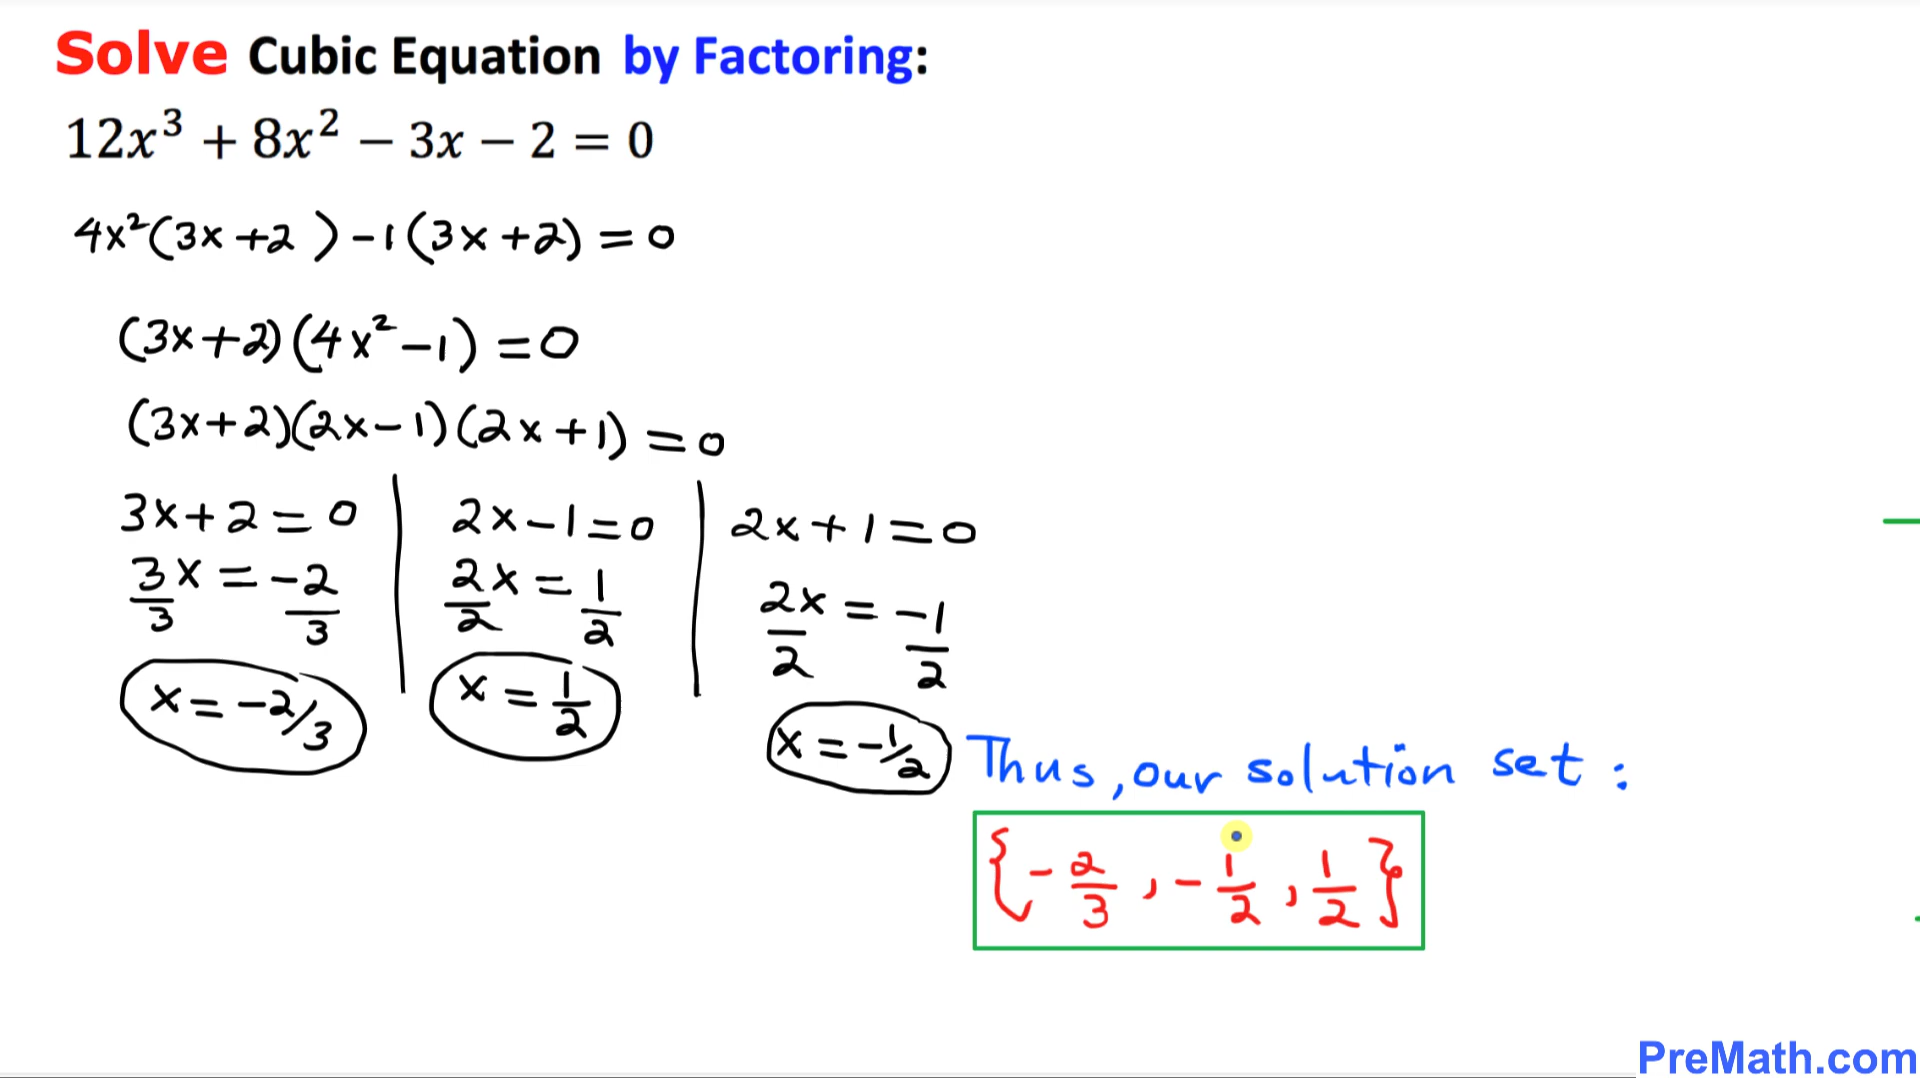 Solve Cubic Equation by Factoring:
12x³ + 8x² − 3x − 2 = 0
4x²(3x+2)−1(3x+2)=0
(3x+2)(4x²−1)=0
(3x+2)(2x−1)(2x+1)=0
3x+2=0
3x/3 = −2/3
x=−2/3
2x−1=0
2x/2 = 1/2
x = 1/2
2x+1=0
2x/2 = −1/2
x=−1/2
Thus, our solution set:
{−2/3, −1/2, 1/2}
PreMath.com